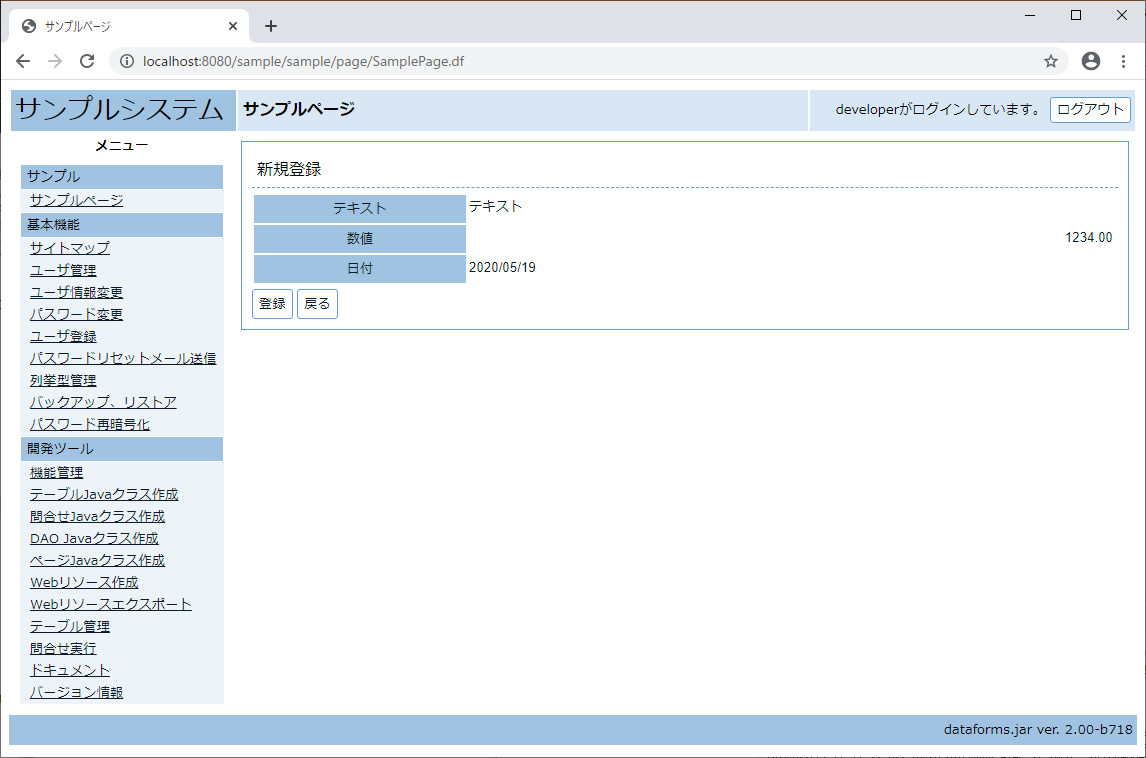 サンプルページ
localhost:8080/sample/sample/page/SamplePage.df
サンプルシステム
サンプルページ
developerがログインしています。 ログアウト
メニュー
サンプル
サンプルページ
基本機能
サイトマップ
ユーザ管理
ユーザ情報変更
パスワード変更
ユーザ登録
パスワードリセットメール送信
列挙型管理
バックアップ、リストア
パスワード再暗号化
開発ツール
機能管理
テーブルJavaクラス作成
問合せJavaクラス作成
DAO Javaクラス作成
ページJavaクラス作成
Webリソース作成
Webリソースエクスポート
テーブル管理
問合せ実行
ドキュメント
バージョン情報
新規登録
テキスト テキスト
数値 1234.00
日付 2020/05/19
登録 戻る
dataforms.jar ver. 2.00-b718